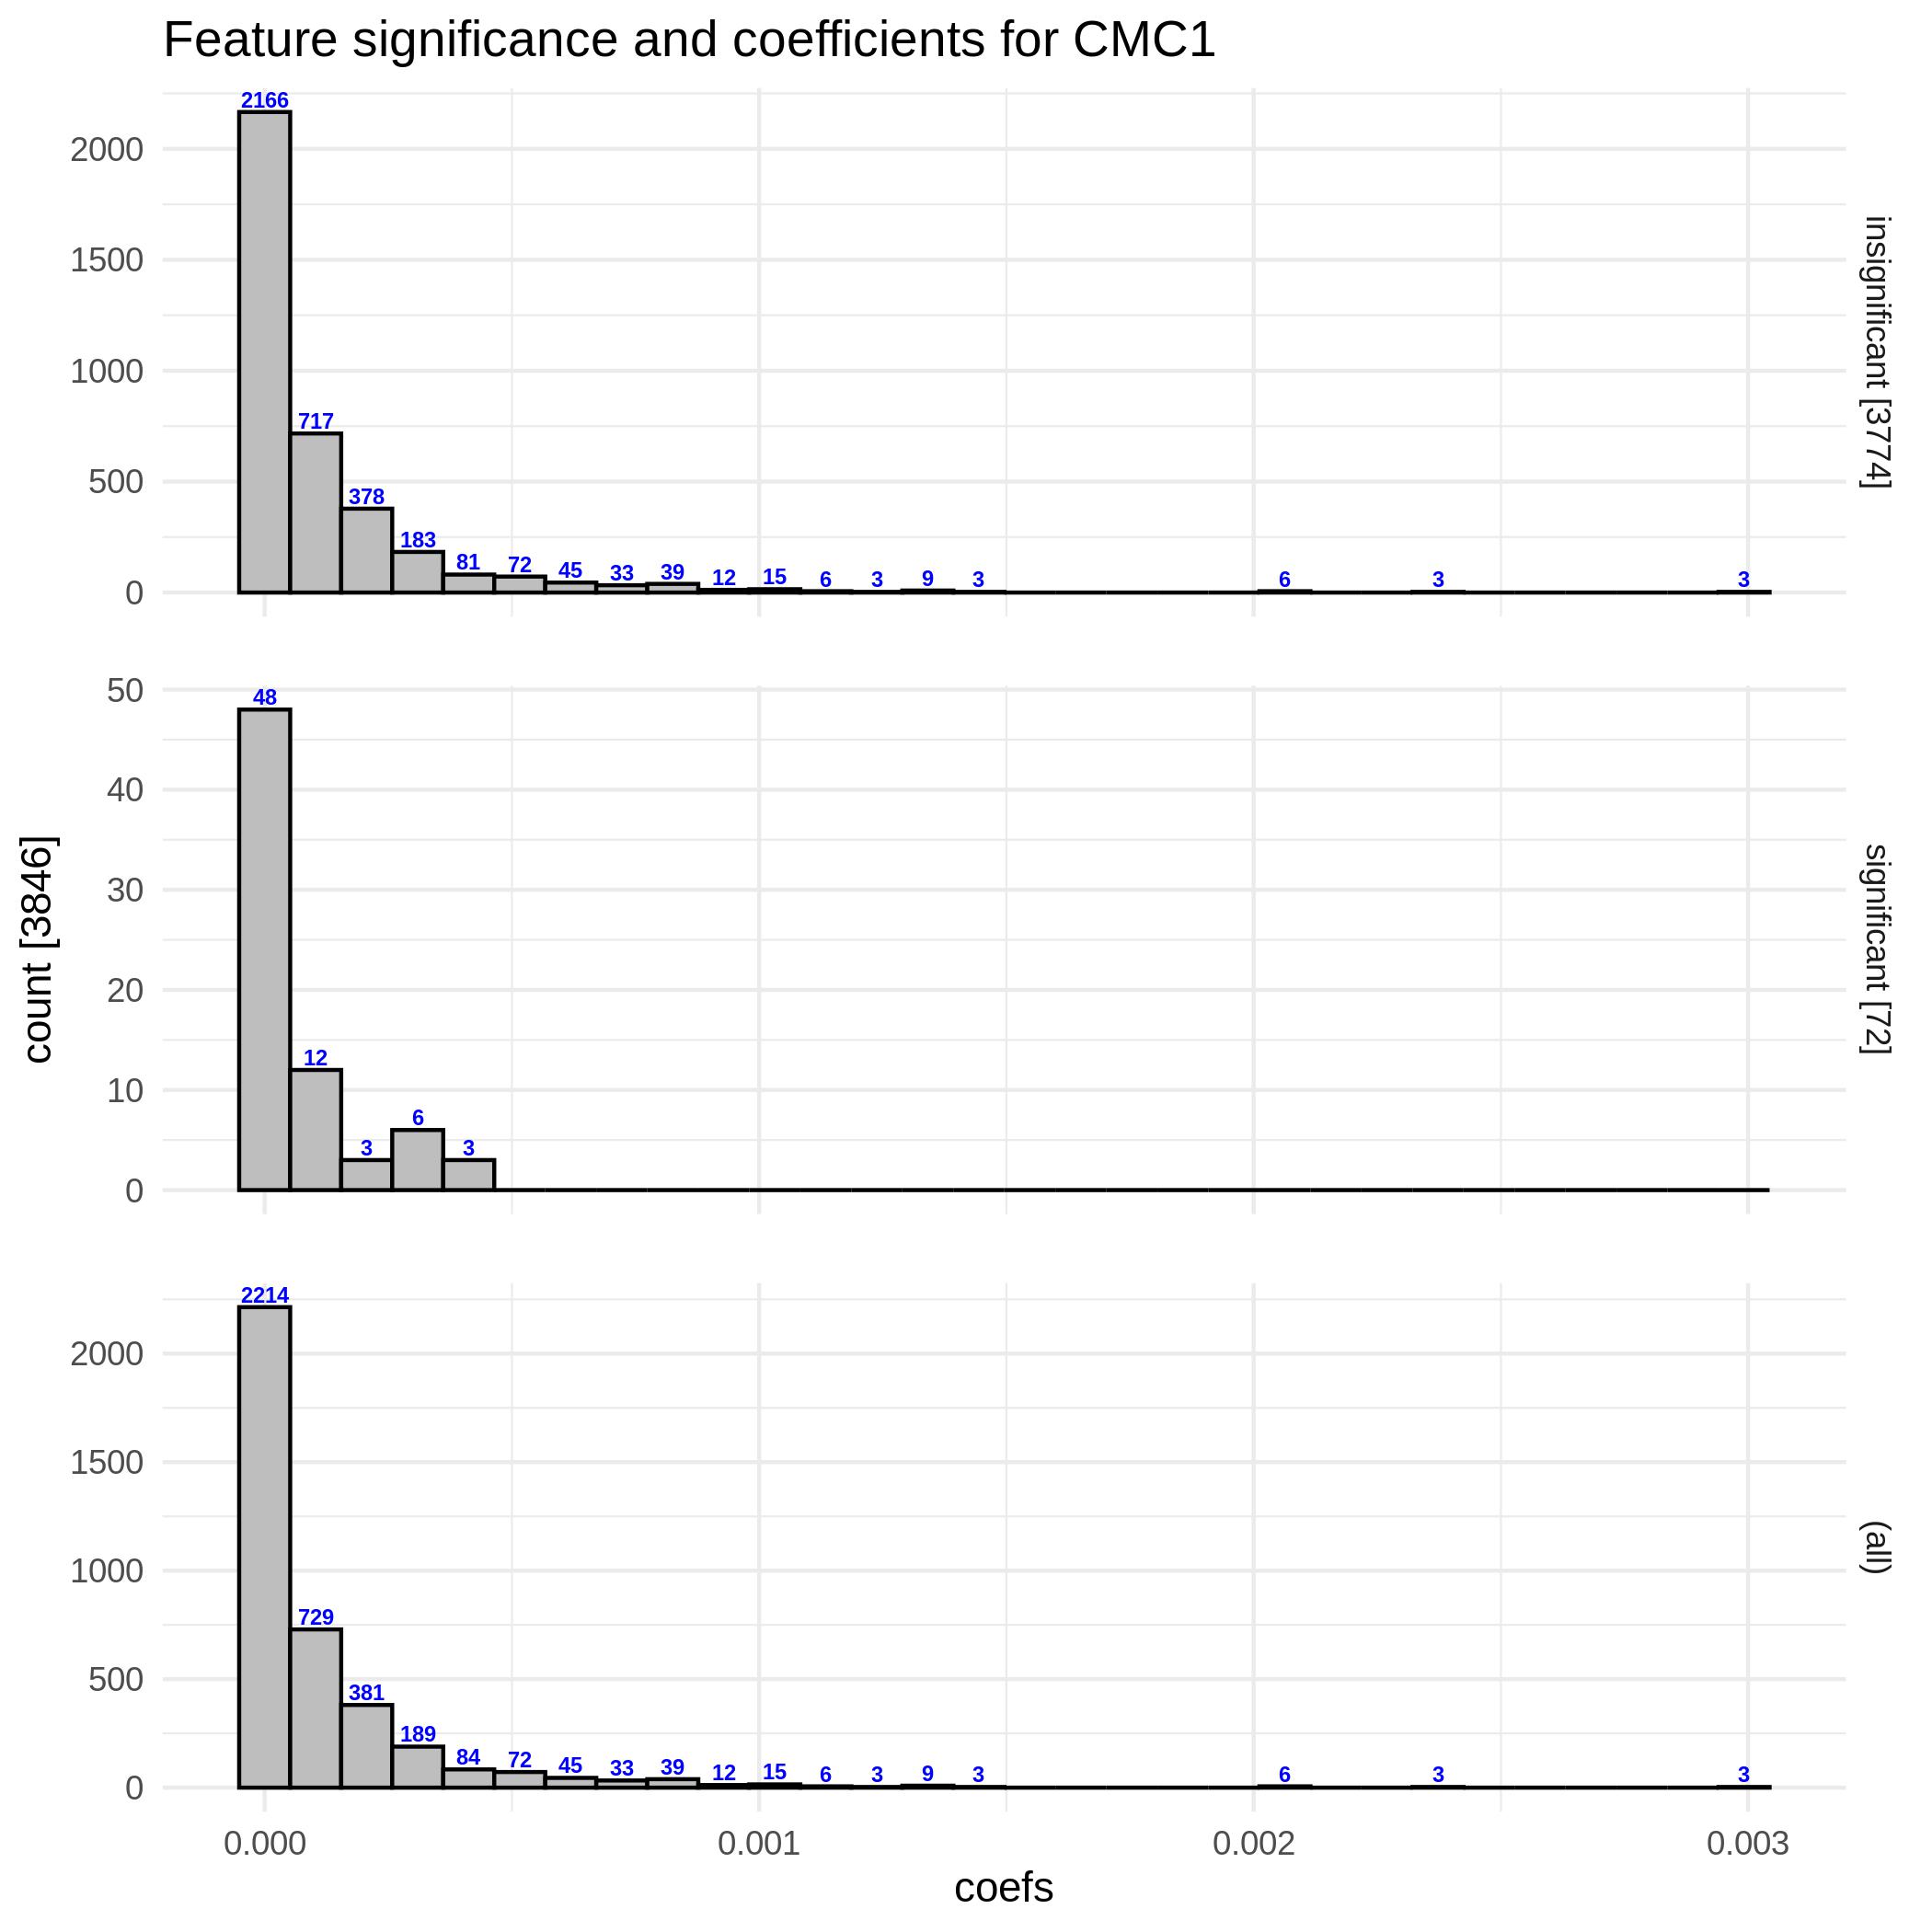 Feature significance and coefficients for CMC1
2166
2000
1500
1000
717
500
378
183
81 72 45 33 39 12 15 6 3 9 3 6 3 3
0
insignificant [3774]
count [3846]
50
48
40
30
20
12
10
3 6 3
0
significant [72]
2214
2000
1500
1000
729
500
381
189
84 72 45 33 39 12 15 6 3 9 3 6 3 3
0
(all)
0.000 0.001 0.002 0.003
coefs